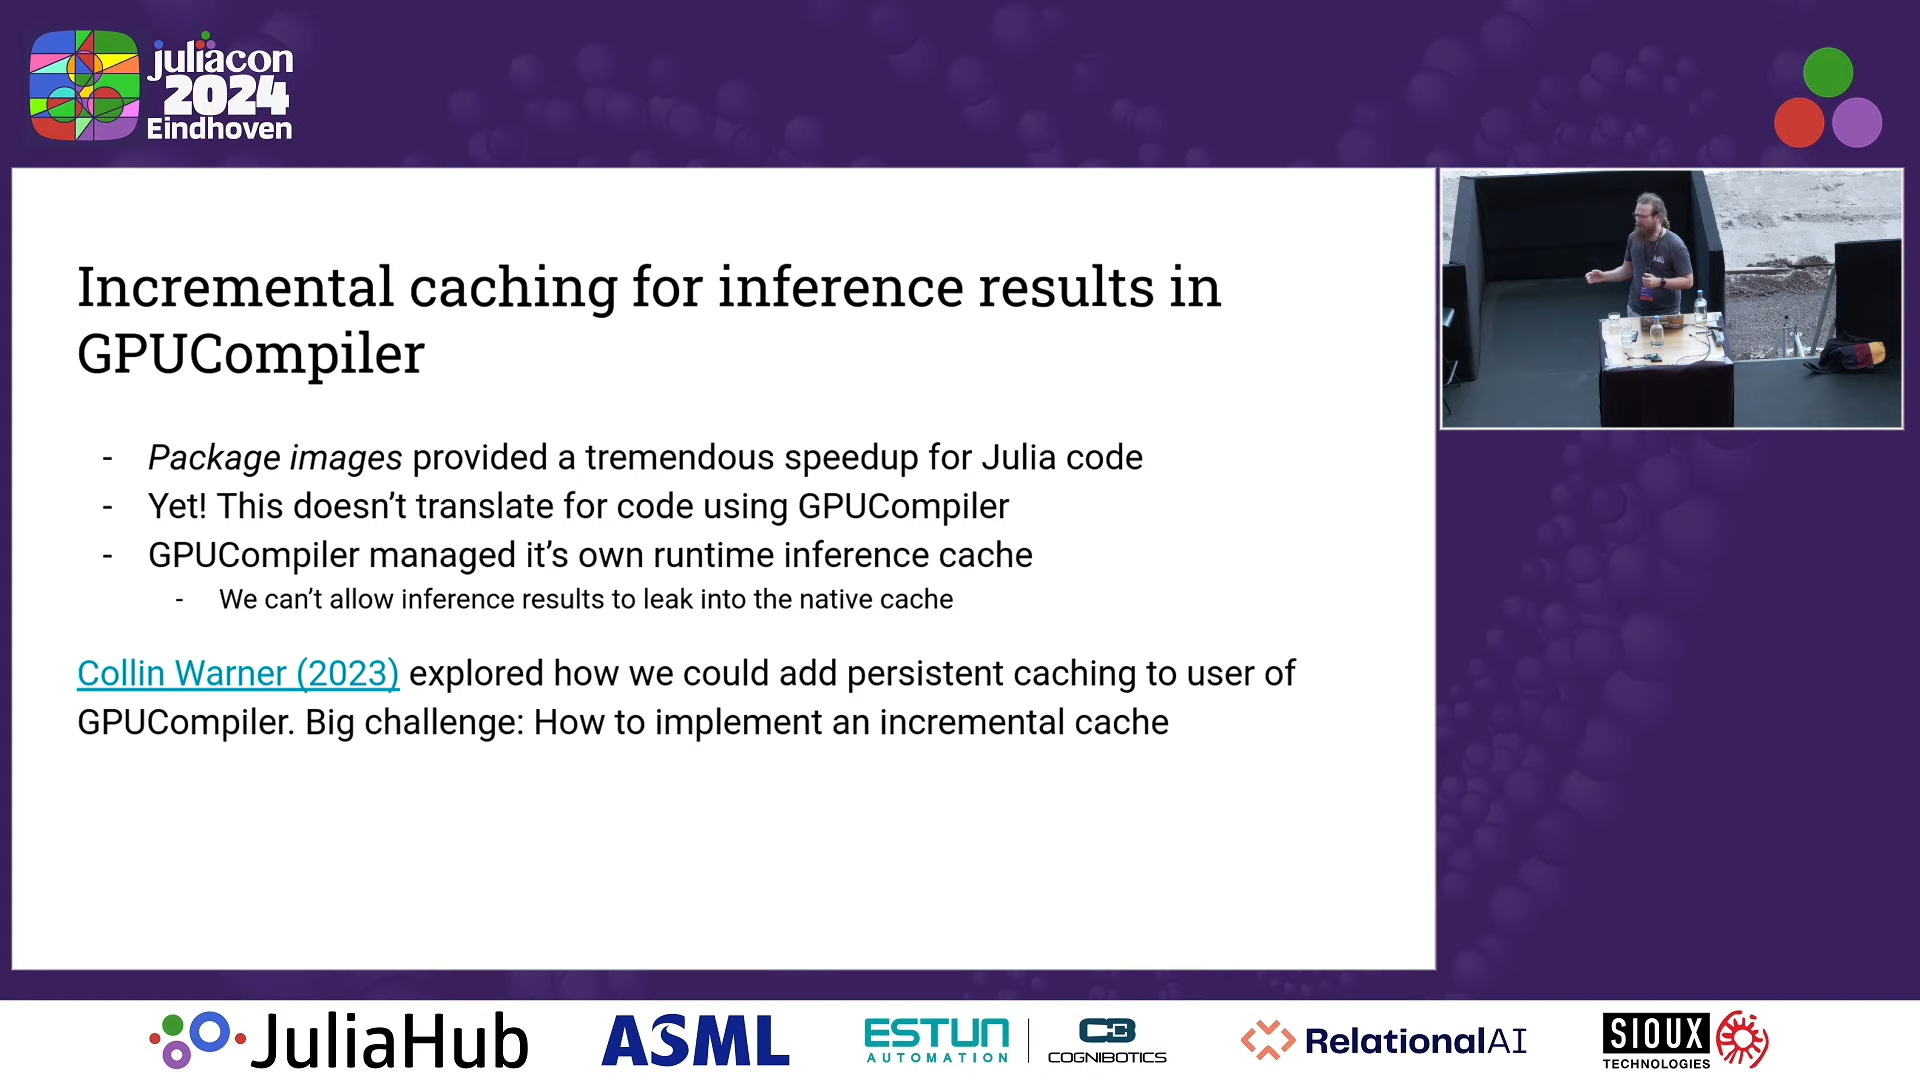 juliacon
2024
Eindhoven
Incremental caching for inference results in
GPUCompiler
- Package images provided a tremendous speedup for Julia code
- Yet! This doesn’t translate for code using GPUCompiler
- GPUCompiler managed it’s own runtime inference cache
- We can’t allow inference results to leak into the native cache
Collin Warner (2023) explored how we could add persistent caching to user of
GPUCompiler. Big challenge: How to implement an incremental cache
JuliaHub
ASML
ESTUN
AUTOMATION
COGNIBOTICS
RelationalAI
SIOUX
TECHNOLOGIES